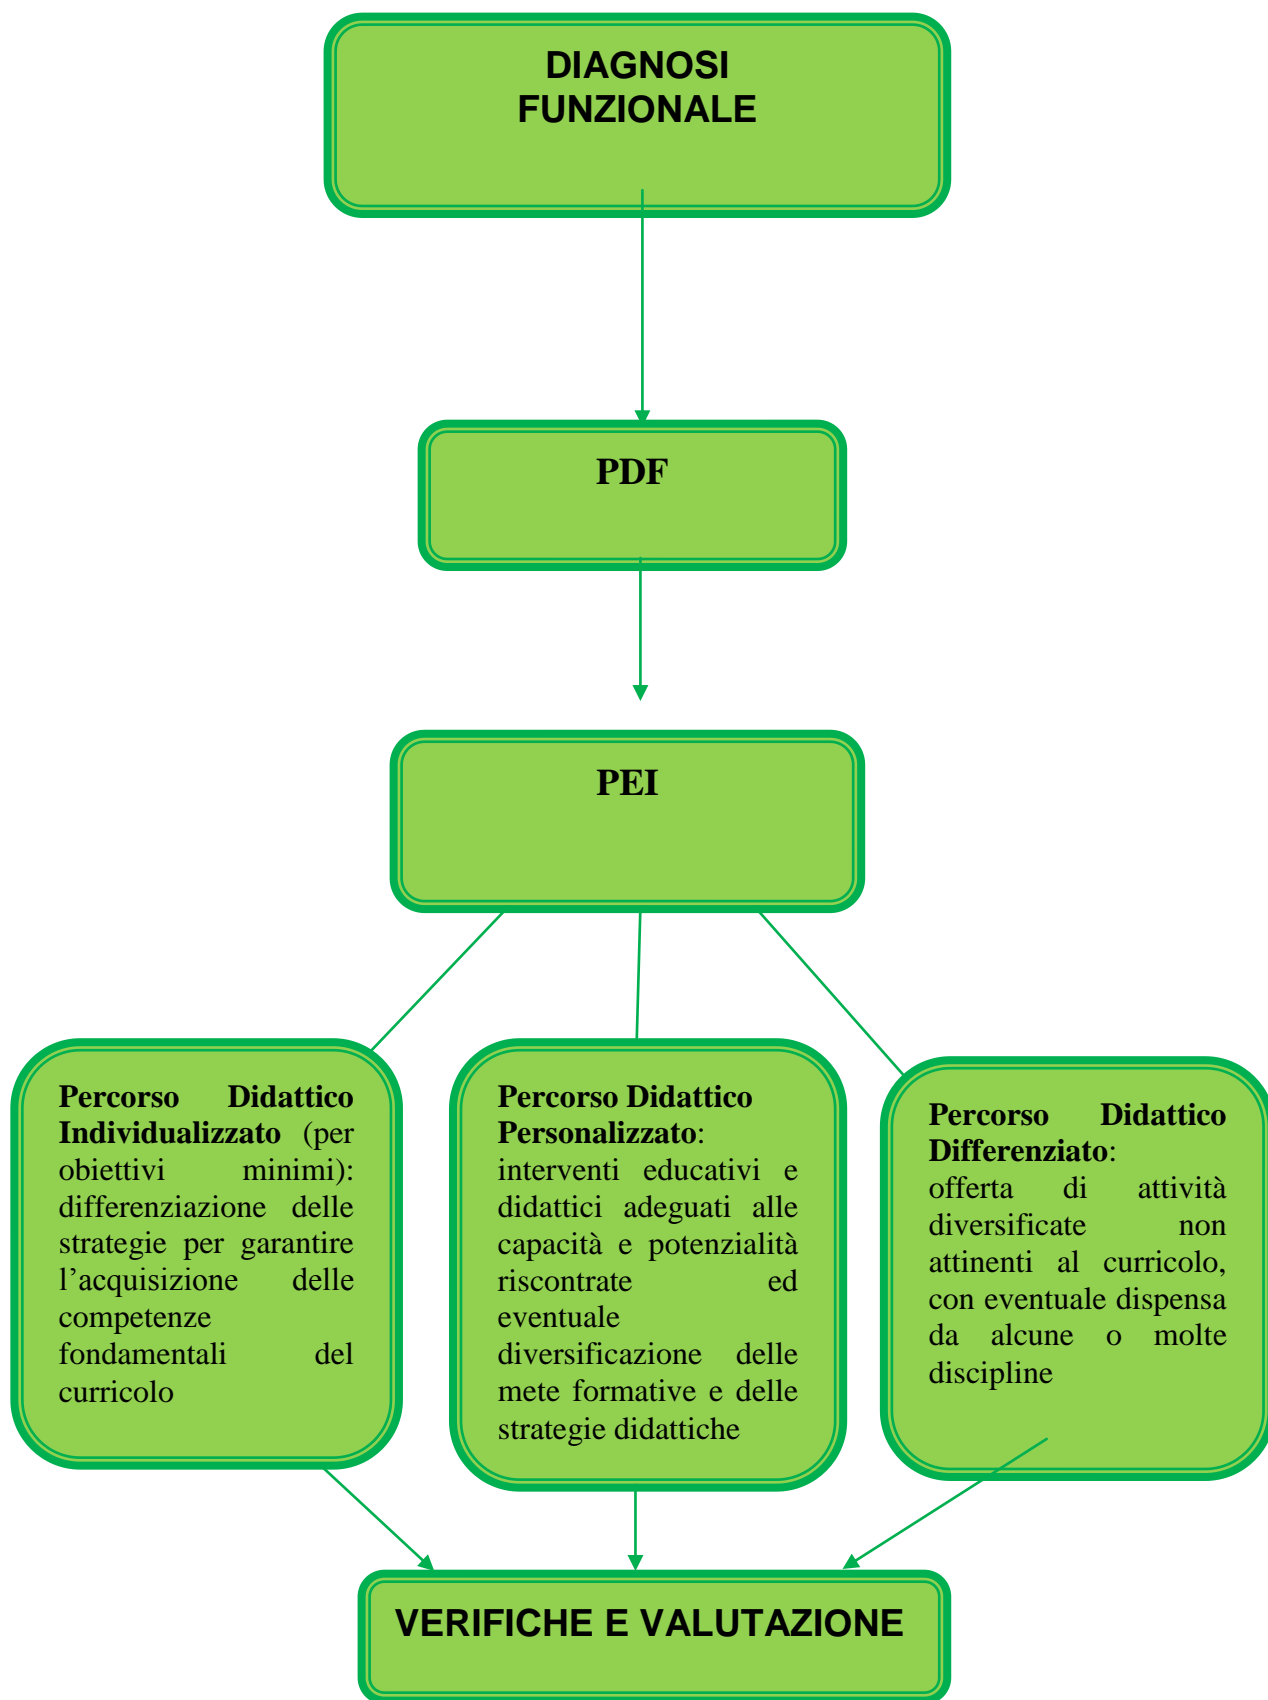 DIAGNOSI
FUNZIONALE
PDF
PEI
Percorso Didattico
Individualizzato (per
obiettivi minimi):
differenziazione delle
strategie per garantire
l’acquisizione delle
competenze
fondamentali del
curricolo
Percorso Didattico
Personalizzato:
interventi educativi e
didattici adeguati alle
capacità e potenzialità
riscontrate ed
eventuale
diversificazione delle
mete formative e delle
strategie didattiche
Percorso Didattico
Differenziato:
offerta di attività
diversificate non
attinenti al curricolo,
con eventuale dispensa
da alcune o molte
discipline
VERIFICHE E VALUTAZIONE